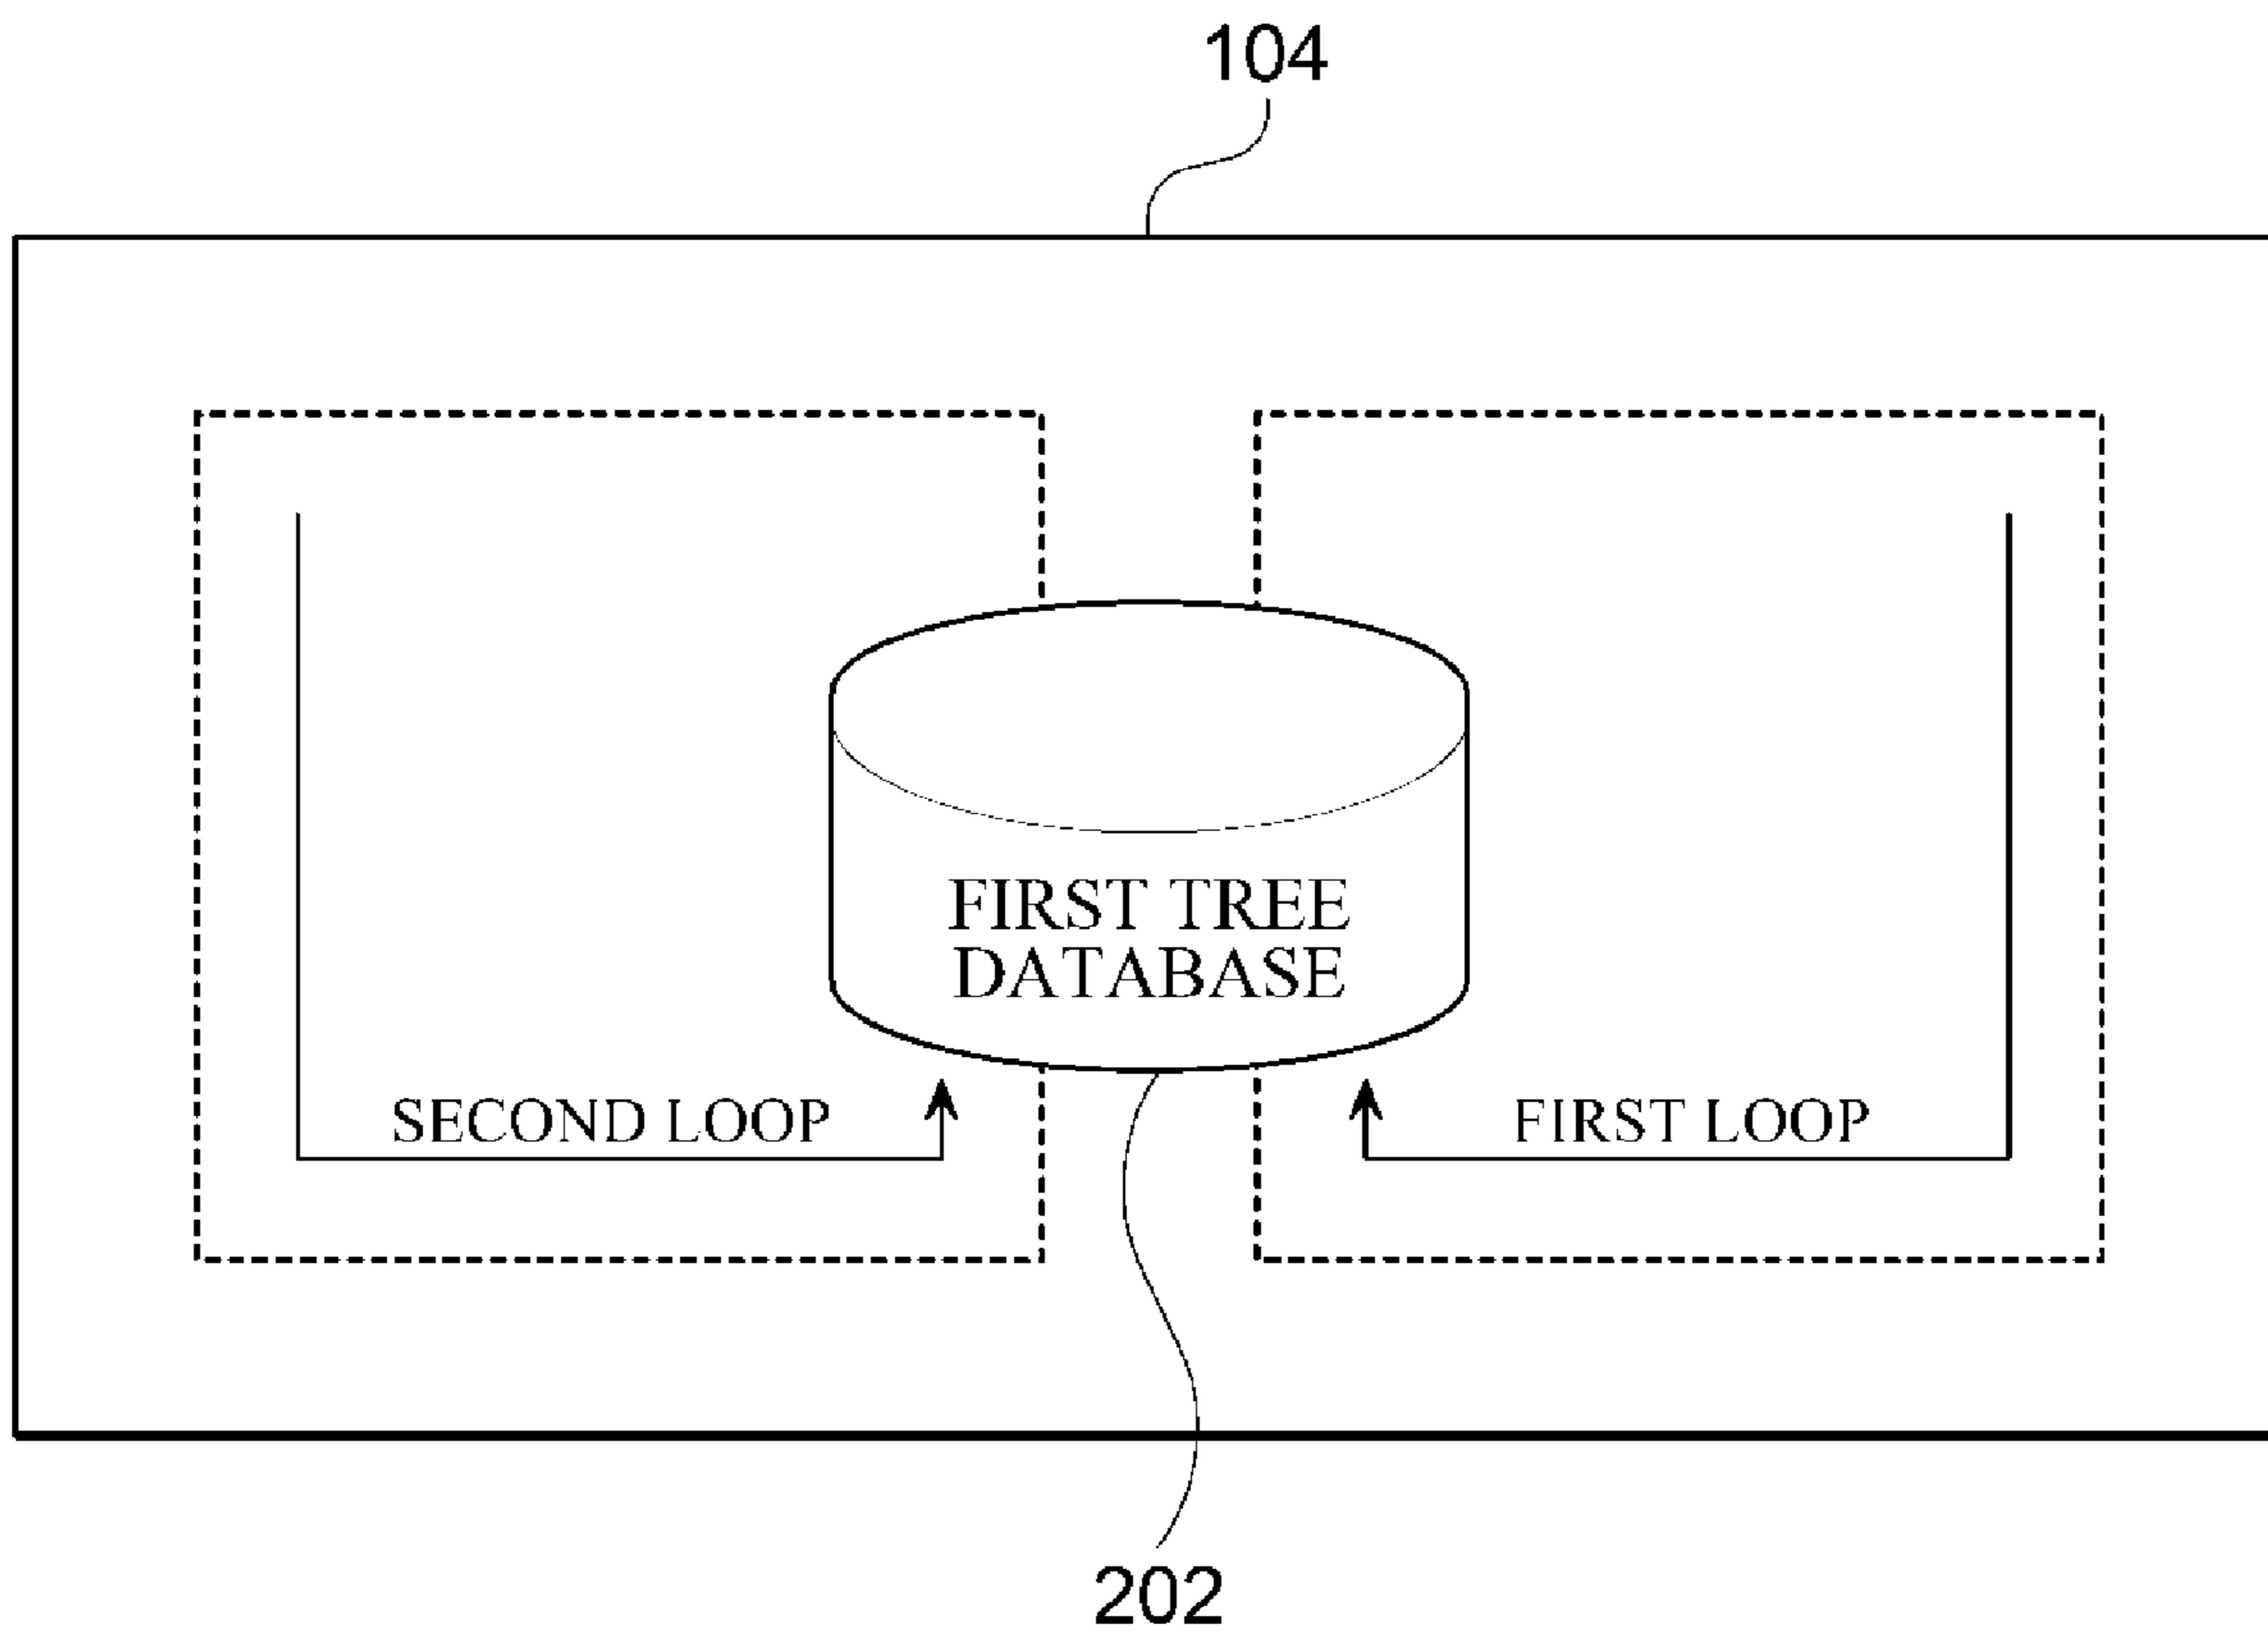 104
FIRST TREE
DATABASE
SECOND LOOP
FIRST LOOP
202